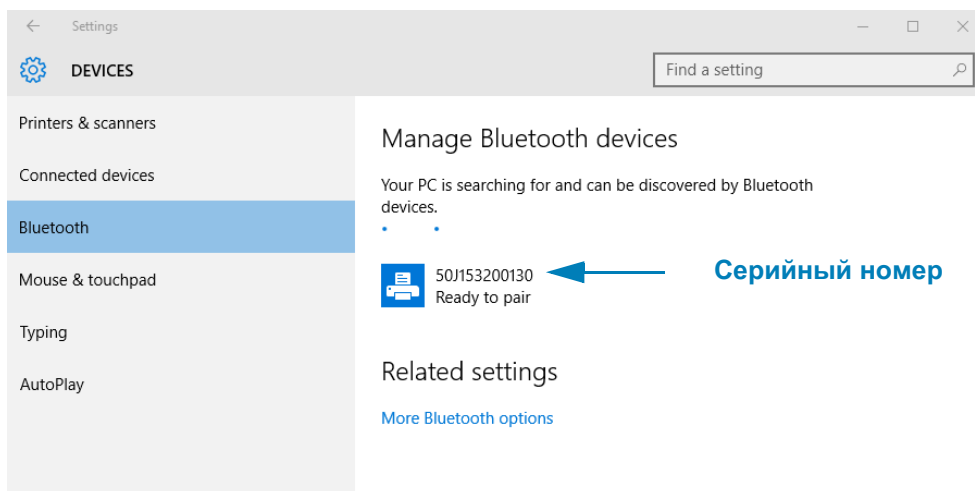 Settings
DEVICES
Find a setting
Printers & scanners
Connected devices
Bluetooth
Mouse & touchpad
Typing
AutoPlay
Manage Bluetooth devices
Your PC is searching for and can be discovered by Bluetooth
devices.
50J153200130
Ready to pair
Серийный номер
Related settings
More Bluetooth options